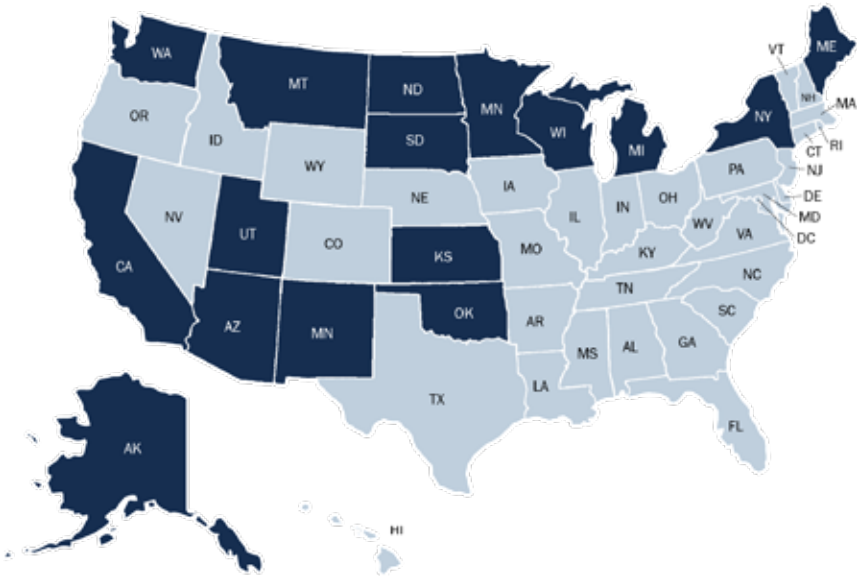 WA
MT
ND
MN
ME
VT
NH
MA
OR
ID
SD
WI
MI
NY
RI
CT
WY
NJ
PA
IA
NE
OH
DE
IL
IN
MD
NV
WV
UT
CO
VA
DC
MO
KS
KY
CA
NC
TN
SC
OK
AZ
MN
AR
GA
MS
AL
LA
TX
FL
AK
HI